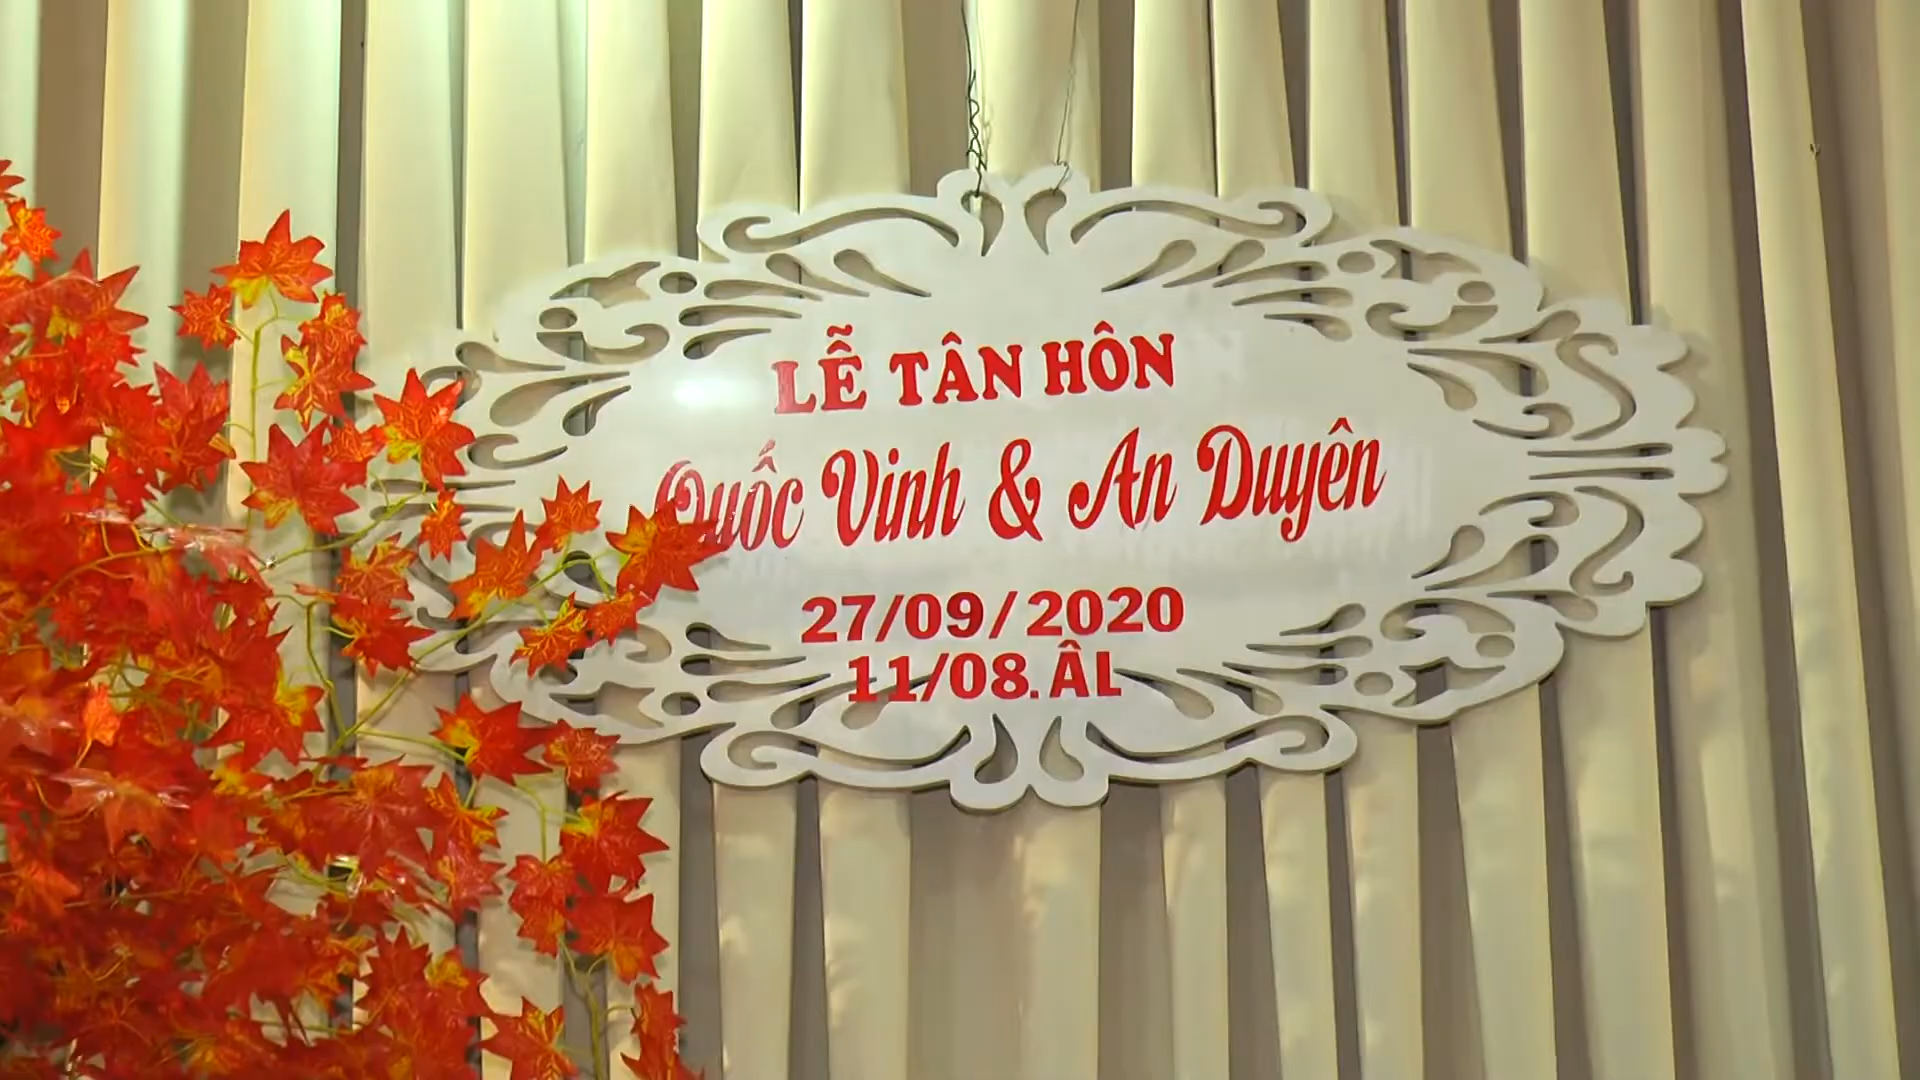 LỄ TÂN HÔN
Quốc Vinh & An Duyên
27/09/2020
11/08.ÂL